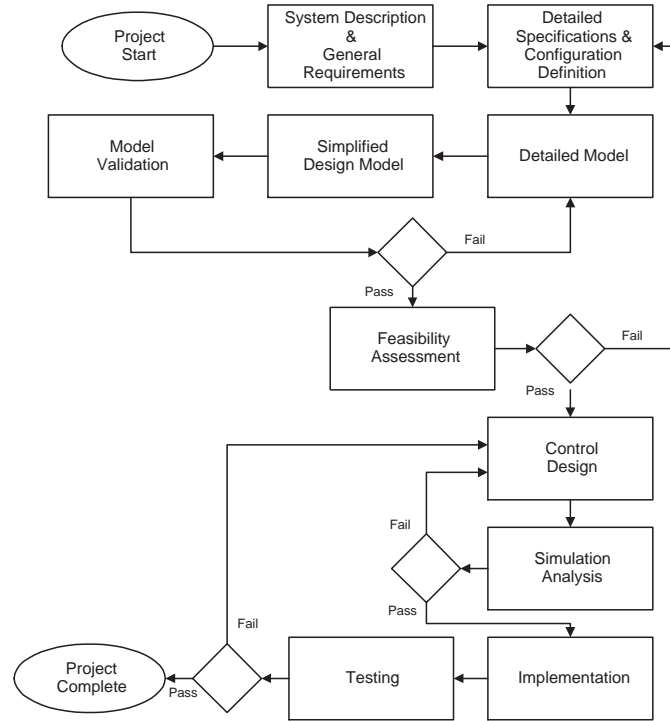 Project
Start
System Description
&
General
Requirements
Detailed
Specifications &
Configuration
Definition
Model
Validation
Simplified
Design Model
Detailed Model
Fail
Pass
Feasibility
Assessment
Fail
Pass
Control
Design
Fail
Simulation
Analysis
Pass
Fail
Project
Complete
Pass
Testing
Implementation